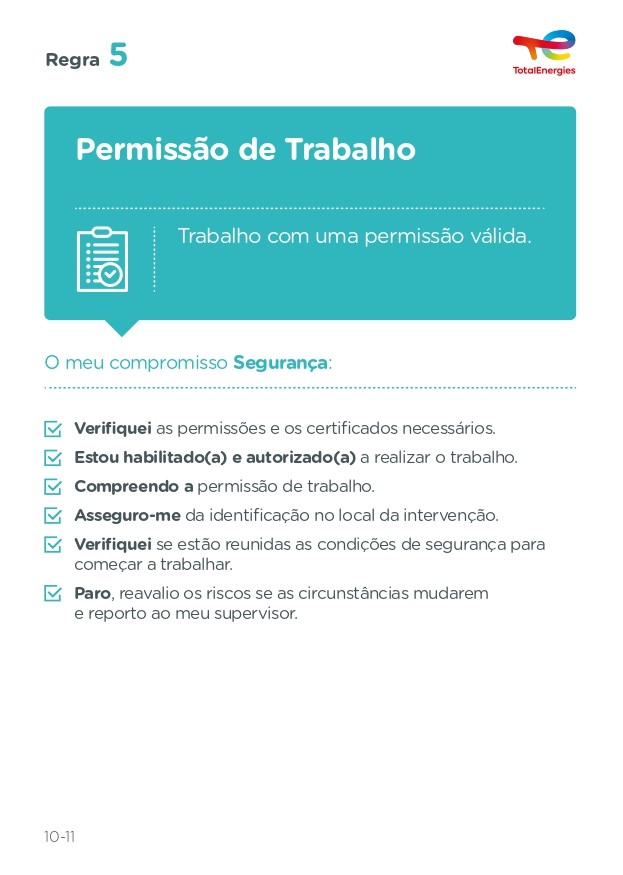 Regra 5
TotalEnergies
Permissão de Trabalho
Trabalho com uma permissão válida.
O meu compromisso Segurança:
Verifiquei as permissões e os certificados necessários.
Estou habilitado(a) e autorizado(a) a realizar o trabalho.
Compreendo a permissão de trabalho.
Asseguro-me da identificação no local da intervenção.
Verifiquei se estão reunidas as condições de segurança para
começar a trabalhar.
Paro, reavalio os riscos se as circunstâncias mudarem
e reporto ao meu supervisor.
10-11